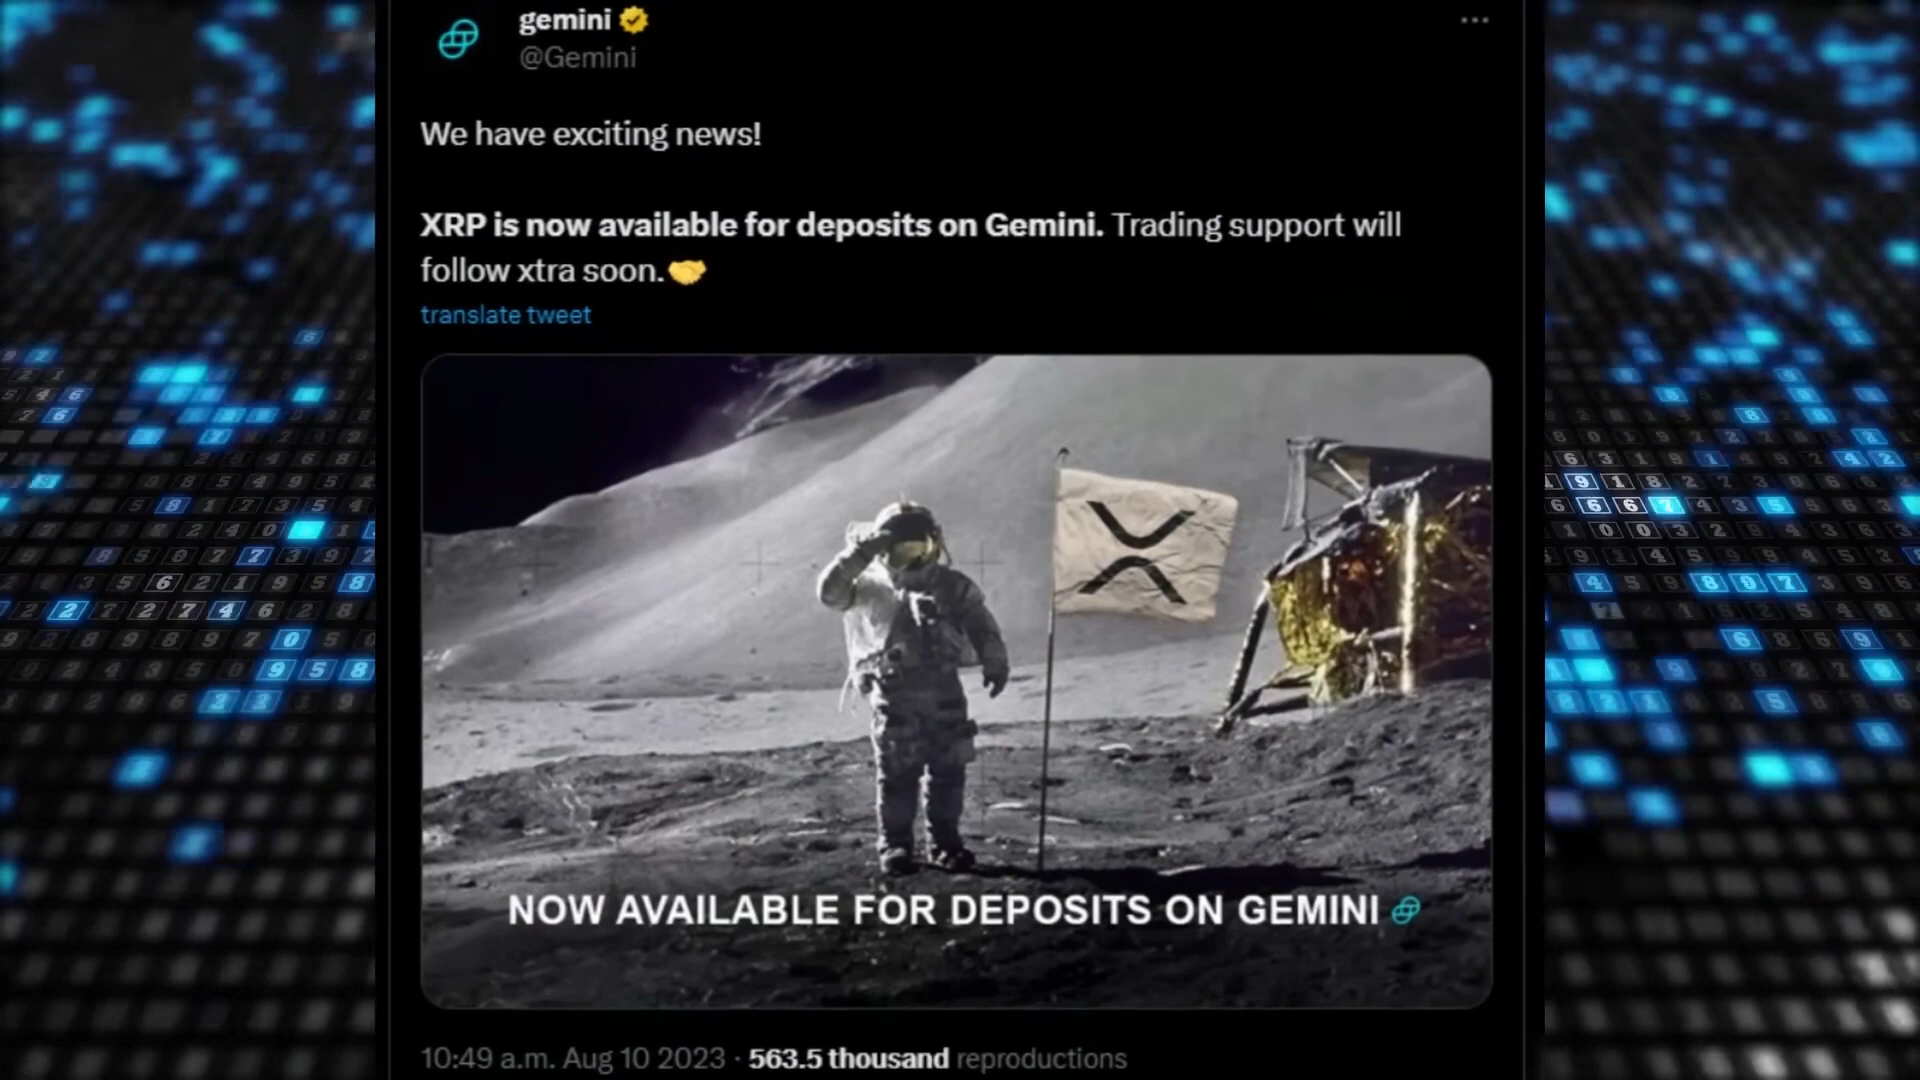 gemini
@Gemini
We have exciting news!
XRP is now available for deposits on Gemini. Trading support will
follow xtra soon.🤝
translate tweet
NOW AVAILABLE FOR DEPOSITS ON GEMINI
10:49 a.m. Aug 10 2023 · 563.5 thousand reproductions